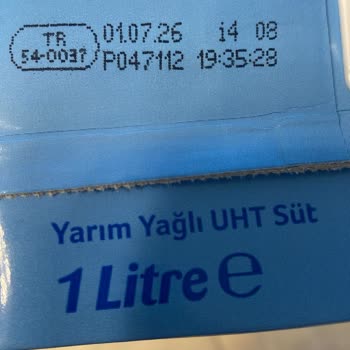 TR 01.07.26 i4 08
54-0037 P047112 19:35:28
Yarım Yağlı UHT Süt
1 Litre ℮